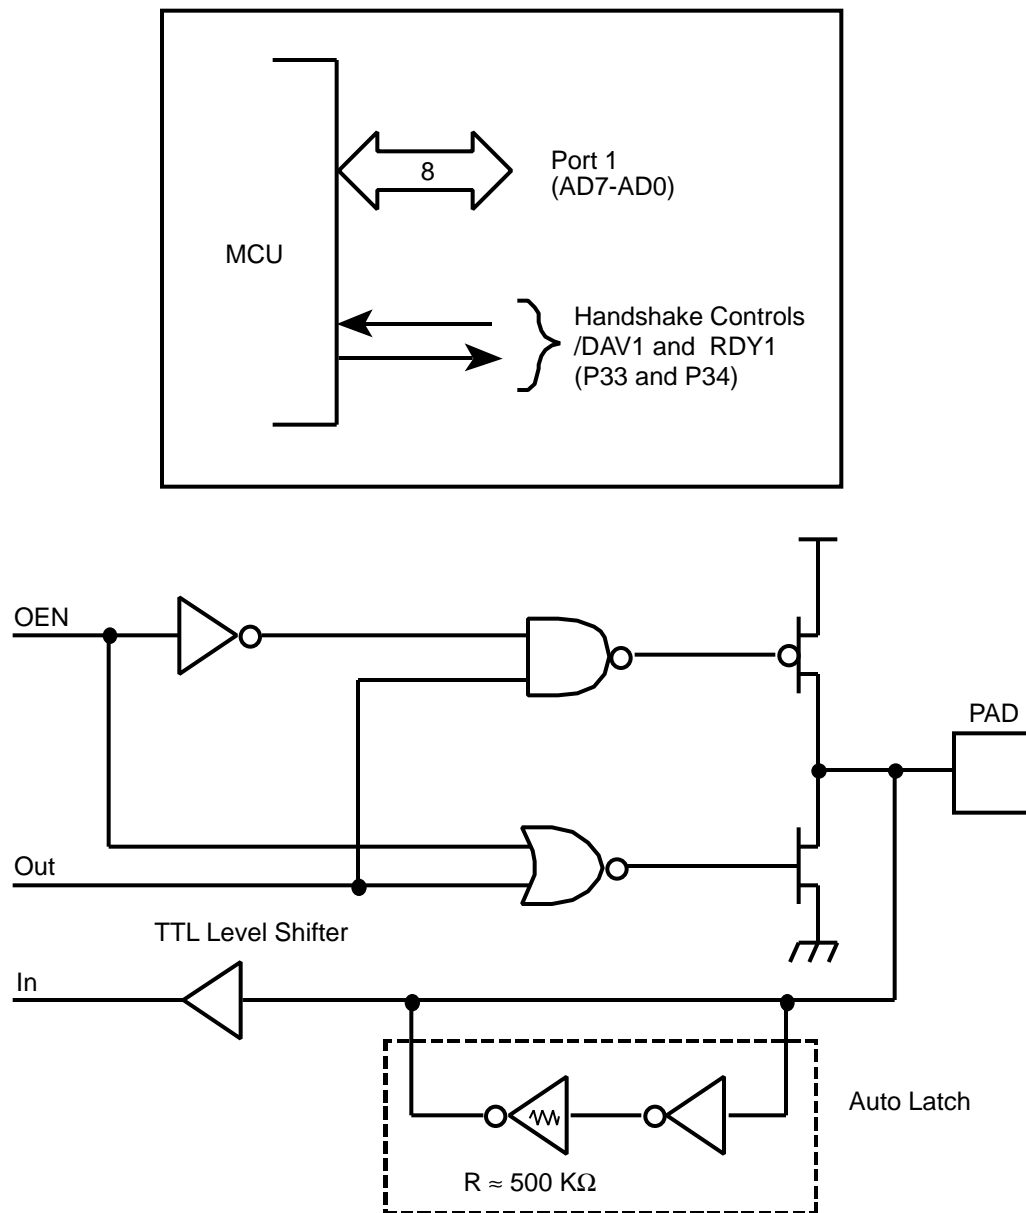 8
Port 1
(AD7-AD0)
MCU
Handshake Controls
/DAV1 and RDY1
(P33 and P34)
OEN
PAD
Out
TTL Level Shifter
In
Auto Latch
R ≈ 500 KΩ